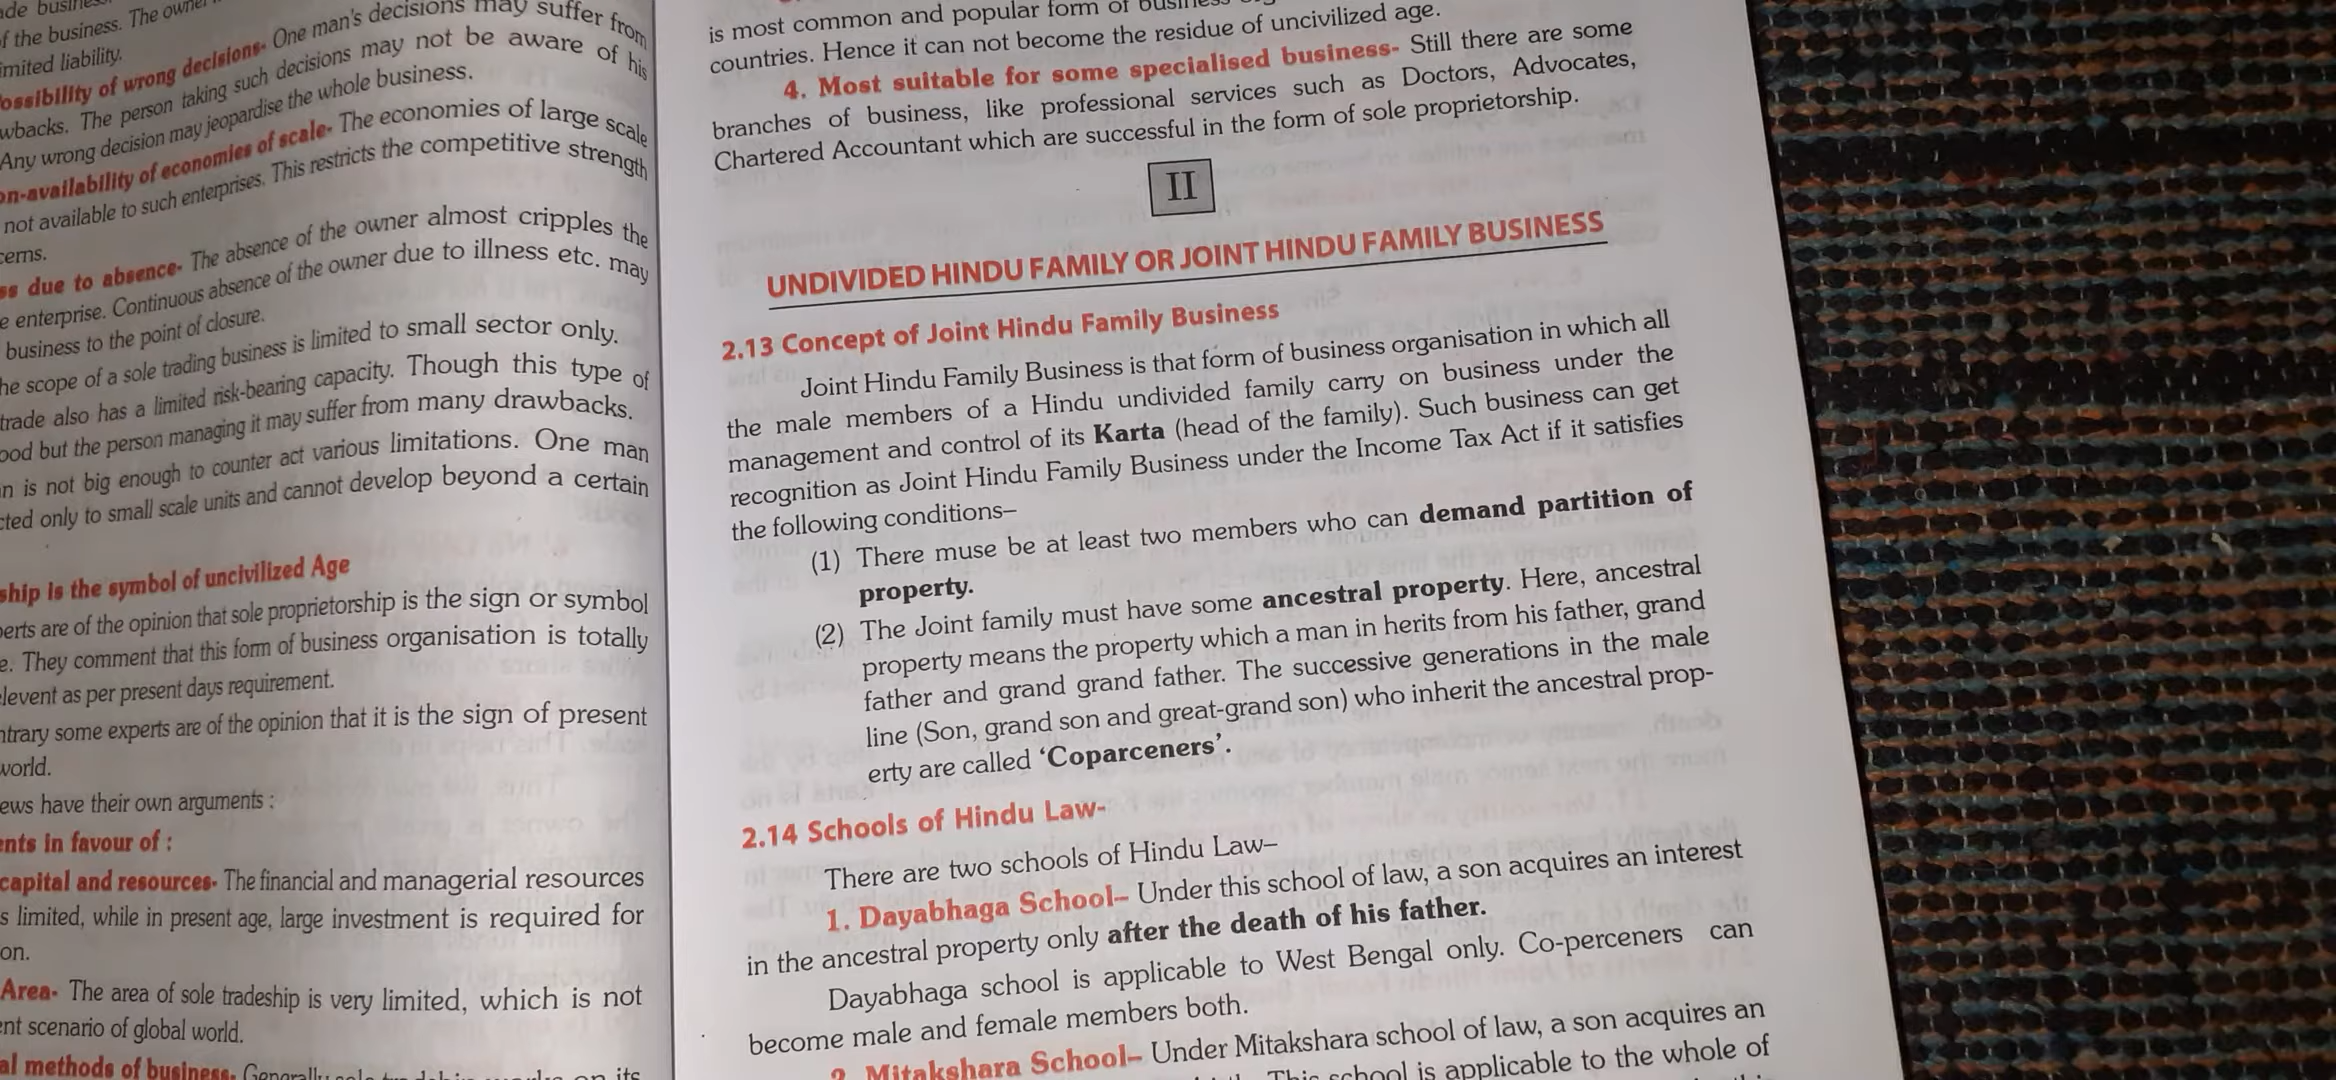 of the business. The owner
limited liability.
possibility of wrong decisions- One man's decisions may suffer from
drawbacks. The person taking such decisions may not be aware of his
Any wrong decision may jeopardise the whole business.
non-availability of economies of scale- The economies of large scale
not available to such enterprises. This restricts the competitive strength
cerns.
ss due to absence- The absence of the owner almost cripples the
e enterprise. Continuous absence of the owner due to illness etc. may
business to the point of closure.
he scope of a sole trading business is limited to small sector only.
trade also has a limited risk-bearing capacity. Though this type of
ood but the person managing it may suffer from many drawbacks.
n is not big enough to counter act various limitations. One man
cted only to small scale units and cannot develop beyond a certain
ship is the symbol of uncivilized Age
perts are of the opinion that sole proprietorship is the sign or symbol
e. They comment that this form of business organisation is totally
elevent as per present days requirement.
ntrary some experts are of the opinion that it is the sign of present
world.
ews have their own arguments :
ents in favour of :
capital and resources- The financial and managerial resources
s limited, while in present age, large investment is required for
on.
Area- The area of sole tradeship is very limited, which is not
ent scenario of global world.
al methods of business-
is most common and popular form of
countries. Hence it can not become the residue of uncivilized age.
4. Most suitable for some specialised business- Still there are some
branches of business, like professional services such as Doctors, Advocates,
Chartered Accountant which are successful in the form of sole proprietorship.
II
UNDIVIDED HINDU FAMILY OR JOINT HINDU FAMILY BUSINESS
2.13 Concept of Joint Hindu Family Business
Joint Hindu Family Business is that form of business organisation in which all
the male members of a Hindu undivided family carry on business under the
management and control of its Karta (head of the family). Such business can get
recognition as Joint Hindu Family Business under the Income Tax Act if it satisfies
the following conditions–
(1) There muse be at least two members who can demand partition of
property.
(2) The Joint family must have some ancestral property. Here, ancestral
property means the property which a man in herits from his father, grand
father and grand grand father. The successive generations in the male
line (Son, grand son and great-grand son) who inherit the ancestral prop-
erty are called ‘Coparceners’.
2.14 Schools of Hindu Law-
There are two schools of Hindu Law–
1. Dayabhaga School– Under this school of law, a son acquires an interest
in the ancestral property only after the death of his father.
Dayabhaga school is applicable to West Bengal only. Co-perceners can
become male and female members both.
2. Mitakshara School– Under Mitakshara school of law, a son acquires an
This school is applicable to the whole of